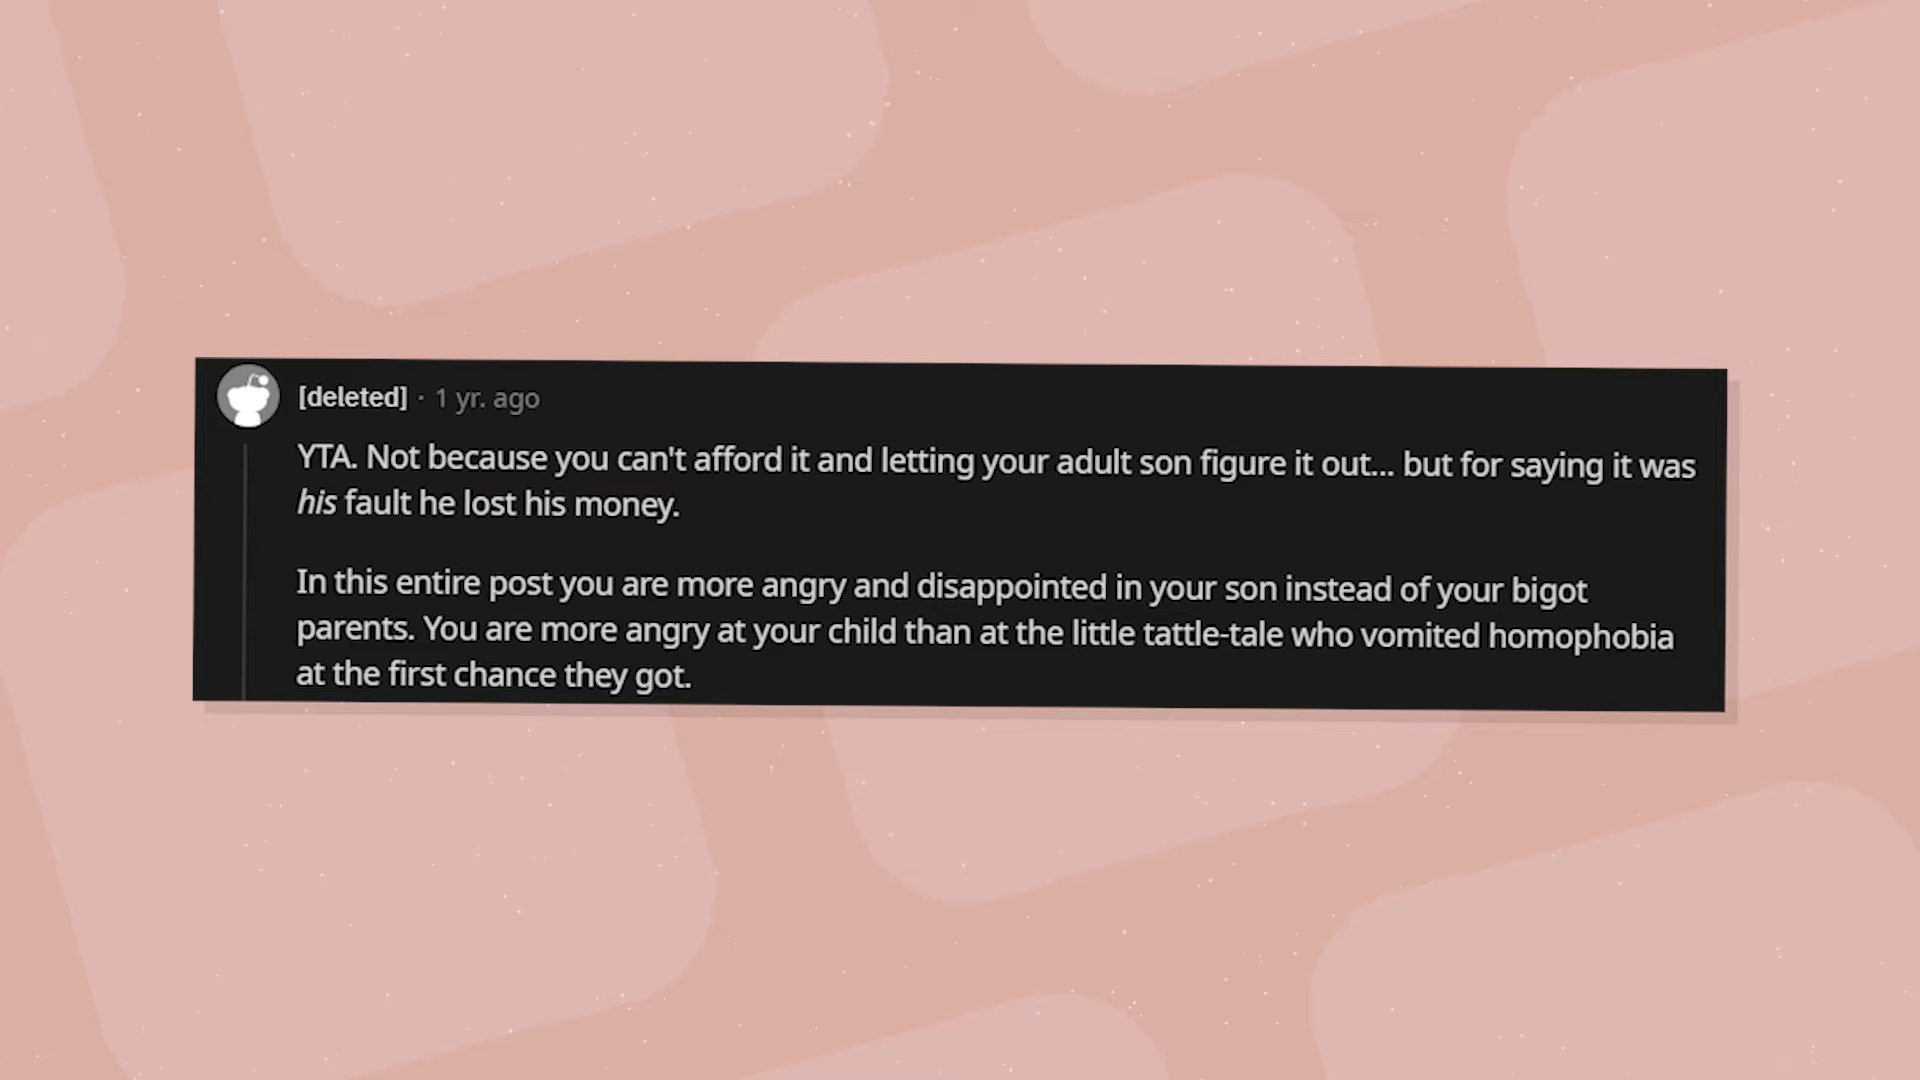 [deleted] · 1 yr. ago
YTA. Not because you can't afford it and letting your adult son figure it out... but for saying it was
his fault he lost his money.
In this entire post you are more angry and disappointed in your son instead of your bigot
parents. You are more angry at your child than at the little tattle-tale who vomited homophobia
at the first chance they got.